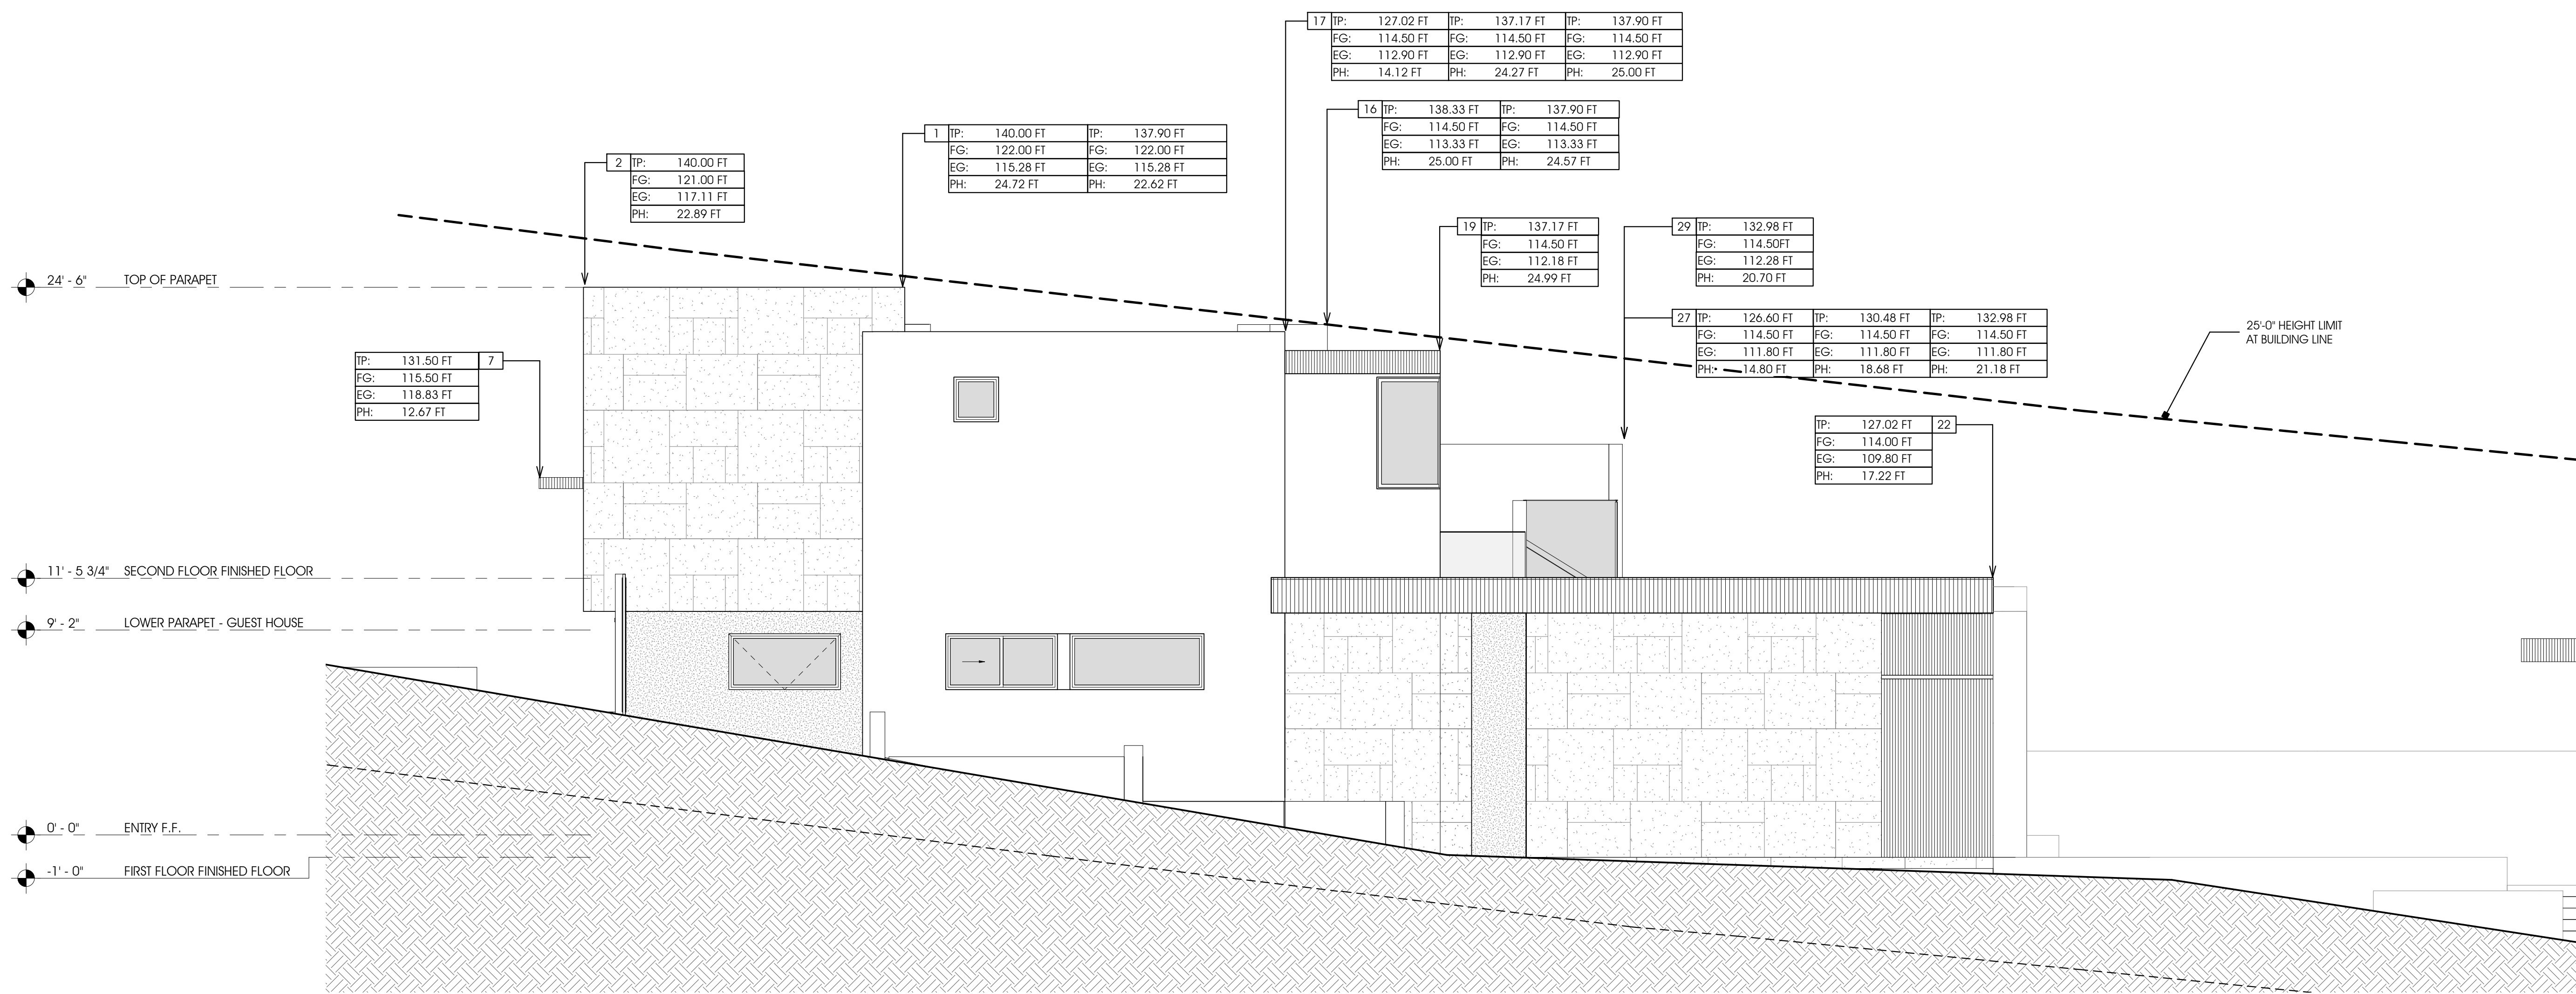 17 TP: 127.02 FT TP: 137.17 FT TP: 137.90 FT
FG: 114.50 FT FG: 114.50 FT FG: 114.50 FT
EG: 112.90 FT EG: 112.90 FT EG: 112.90 FT
PH: 14.12 FT PH: 24.27 FT PH: 25.00 FT
16 TP: 138.33 FT TP: 137.90 FT
FG: 114.50 FT FG: 114.50 FT
EG: 113.33 FT EG: 113.33 FT
PH: 25.00 FT PH: 24.57 FT
1 TP: 140.00 FT TP: 137.90 FT
FG: 122.00 FT FG: 122.00 FT
EG: 115.28 FT EG: 115.28 FT
PH: 24.72 FT PH: 22.62 FT
2 TP: 140.00 FT
FG: 121.00 FT
EG: 117.11 FT
PH: 22.89 FT
19 TP: 137.17 FT
FG: 114.50 FT
EG: 112.18 FT
PH: 24.99 FT
29 TP: 132.98 FT
FG: 114.50FT
EG: 112.28 FT
PH: 20.70 FT
27 TP: 126.60 FT TP: 130.48 FT TP: 132.98 FT
FG: 114.50 FT FG: 114.50 FT FG: 114.50 FT
EG: 111.80 FT EG: 111.80 FT EG: 111.80 FT
PH: 14.80 FT PH: 18.68 FT PH: 21.18 FT
25'-0" HEIGHT LIMIT
AT BUILDING LINE
24' - 6" TOP OF PARAPET
TP: 131.50 FT 7
FG: 115.50 FT
EG: 118.83 FT
PH: 12.67 FT
TP: 127.02 FT 22
FG: 114.00 FT
EG: 109.80 FT
PH: 17.22 FT
11' - 5 3/4" SECOND FLOOR FINISHED FLOOR
9' - 2" LOWER PARAPET - GUEST HOUSE
0' - 0" ENTRY F.F.
-1' - 0" FIRST FLOOR FINISHED FLOOR